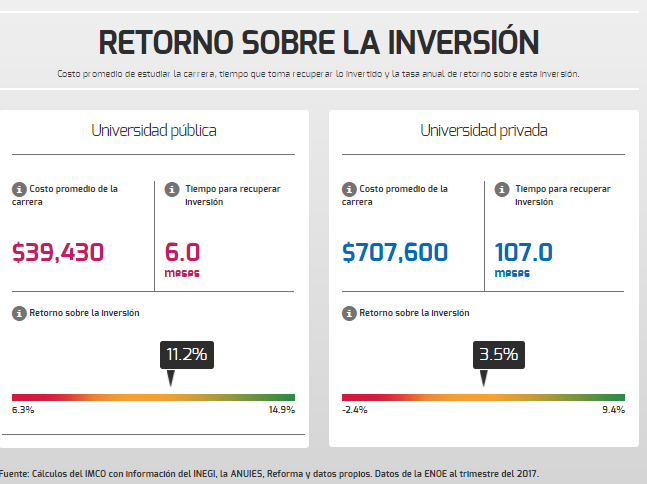 RETORNO SOBRE LA INVERSIÓN
Costo promedio de estudiar la carrera, tiempo que toma recuperar lo invertido y la tasa anual de retorno sobre esta inversión.
Universidad pública
Costo promedio de la
carrera
Tiempo para recuperar
inversión
$39,430
6.0
meses
Retorno sobre la inversión
11.2%
6.3%
14.9%
Universidad privada
Costo promedio de la
carrera
Tiempo para recuperar
inversión
$707,600
107.0
meses
Retorno sobre la inversión
3.5%
-2.4%
9.4%
Fuente: Cálculos del IMCO con información del INEGI, la ANUIES, Reforma y datos propios. Datos de la ENOE al trimestre del 2017.